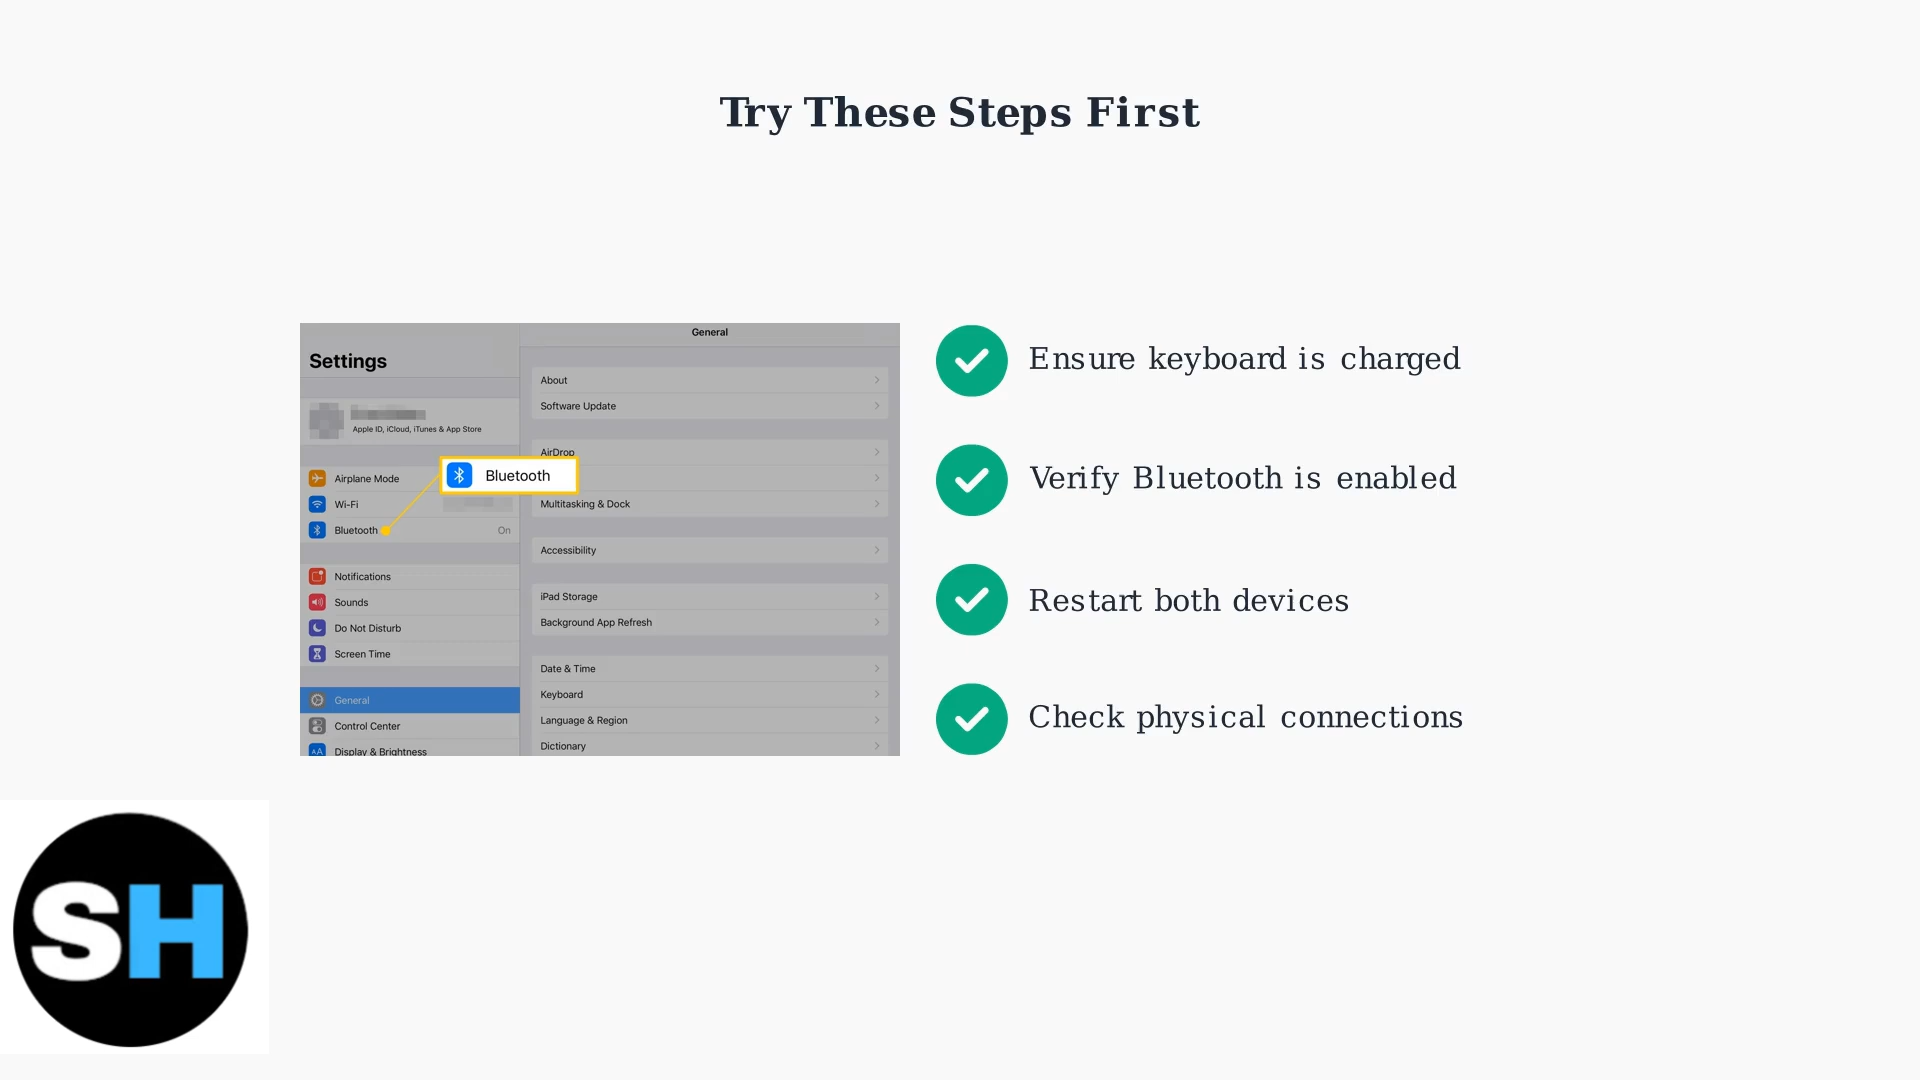 Try These Steps First
Settings
Apple ID, iCloud, iTunes & App Store
Airplane Mode
Wi-Fi
Bluetooth
On
Notifications
Sounds
Do Not Disturb
Screen Time
General
Control Center
AA Display & Brightness
Bluetooth
General
About
Software Update
AirDrop
Multitasking & Dock
Accessibility
iPad Storage
Background App Refresh
Date & Time
Keyboard
Language & Region
Dictionary
Ensure keyboard is charged
Verify Bluetooth is enabled
Restart both devices
Check physical connections
SH